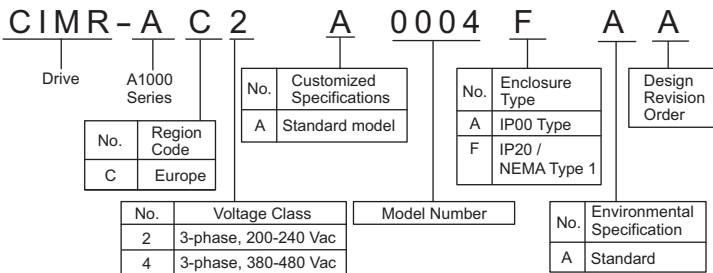 CIMR-AC2A0004FAA
Drive
A1000
Series
No. Region
Code
C Europe
No. Voltage Class
2 3-phase, 200-240 Vac
4 3-phase, 380-480 Vac
No. Customized
Specifications
A Standard model
Model Number
No. Enclosure
Type
A IP00 Type
F IP20 /
NEMA Type 1
No. Environmental
Specification
A Standard
Design
Revision
Order